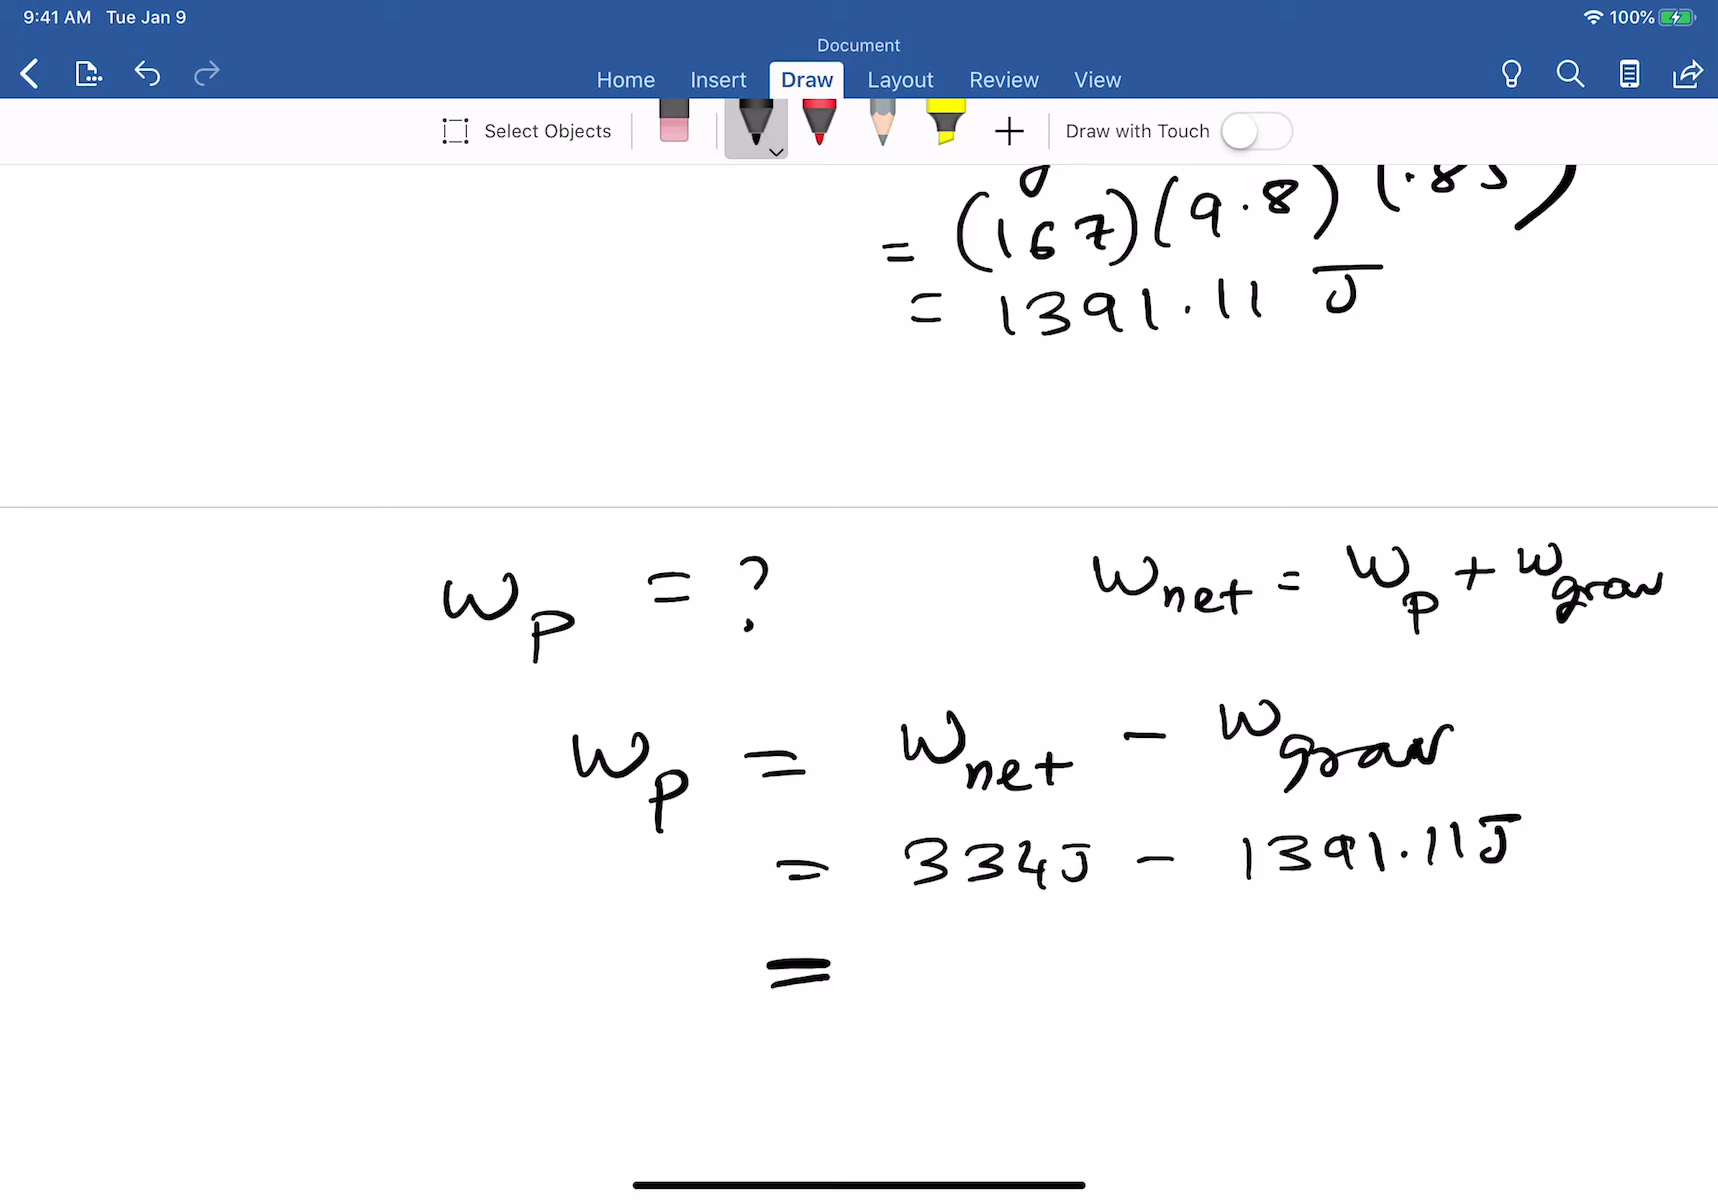 9:41 AM Tue Jan 9
100%
Document
Home Insert Draw Layout Review View
Select Objects
Draw with Touch
= (167)(9.8)(.85)
= 1391.11 J
Wp = ?
Wnet = Wp + Wgrav
Wp = Wnet - Wgrav
= 334J - 1391.11J
=